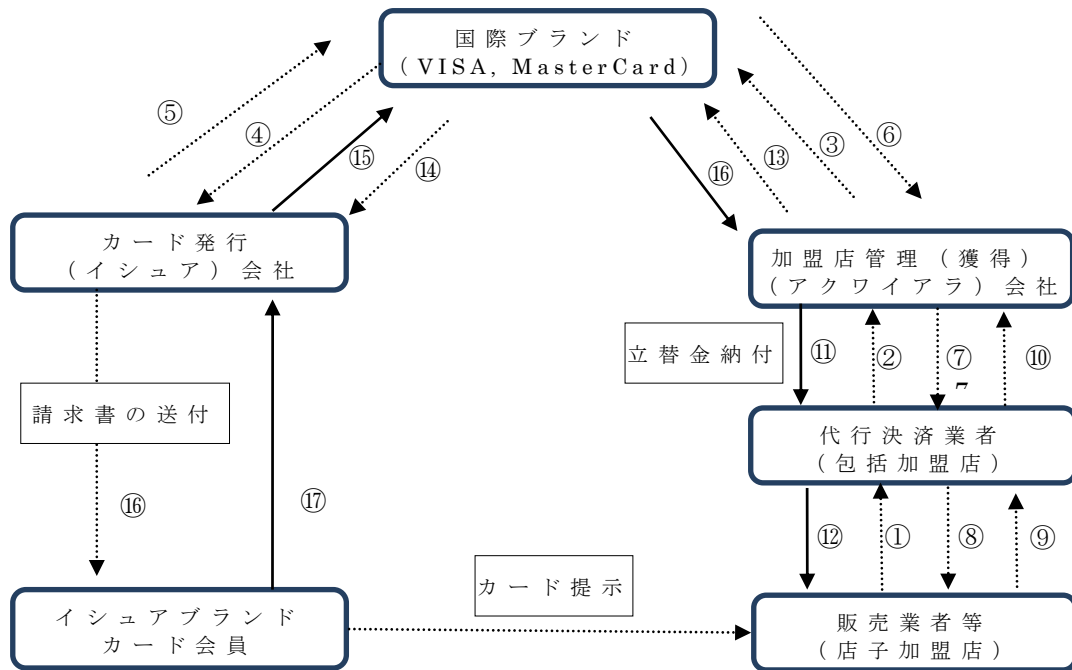 国際ブランド
(VISA, MasterCard)
⑤
④
⑮
⑭
⑯
⑬
③
⑥
カード発行
(イシュア)会社
加盟店管理(獲得)
(アクワイアラ)会社
立替金納付
⑪
②
⑦
7
⑩
請求書の送付
代行決済業者
(包括加盟店)
⑯
⑰
⑫
①
⑧
⑨
カード提示
イシュアブランド
カード会員
販売業者等
(店子加盟店)